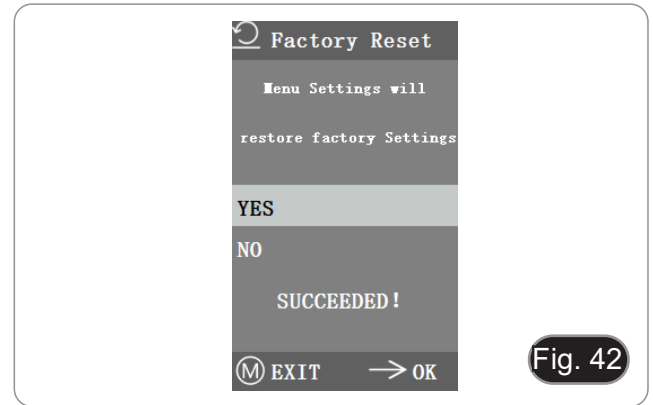 Factory Reset
Menu Settings will
restore factory Settings
YES
NO
SUCCEEDED!
M EXIT → OK
Fig. 42